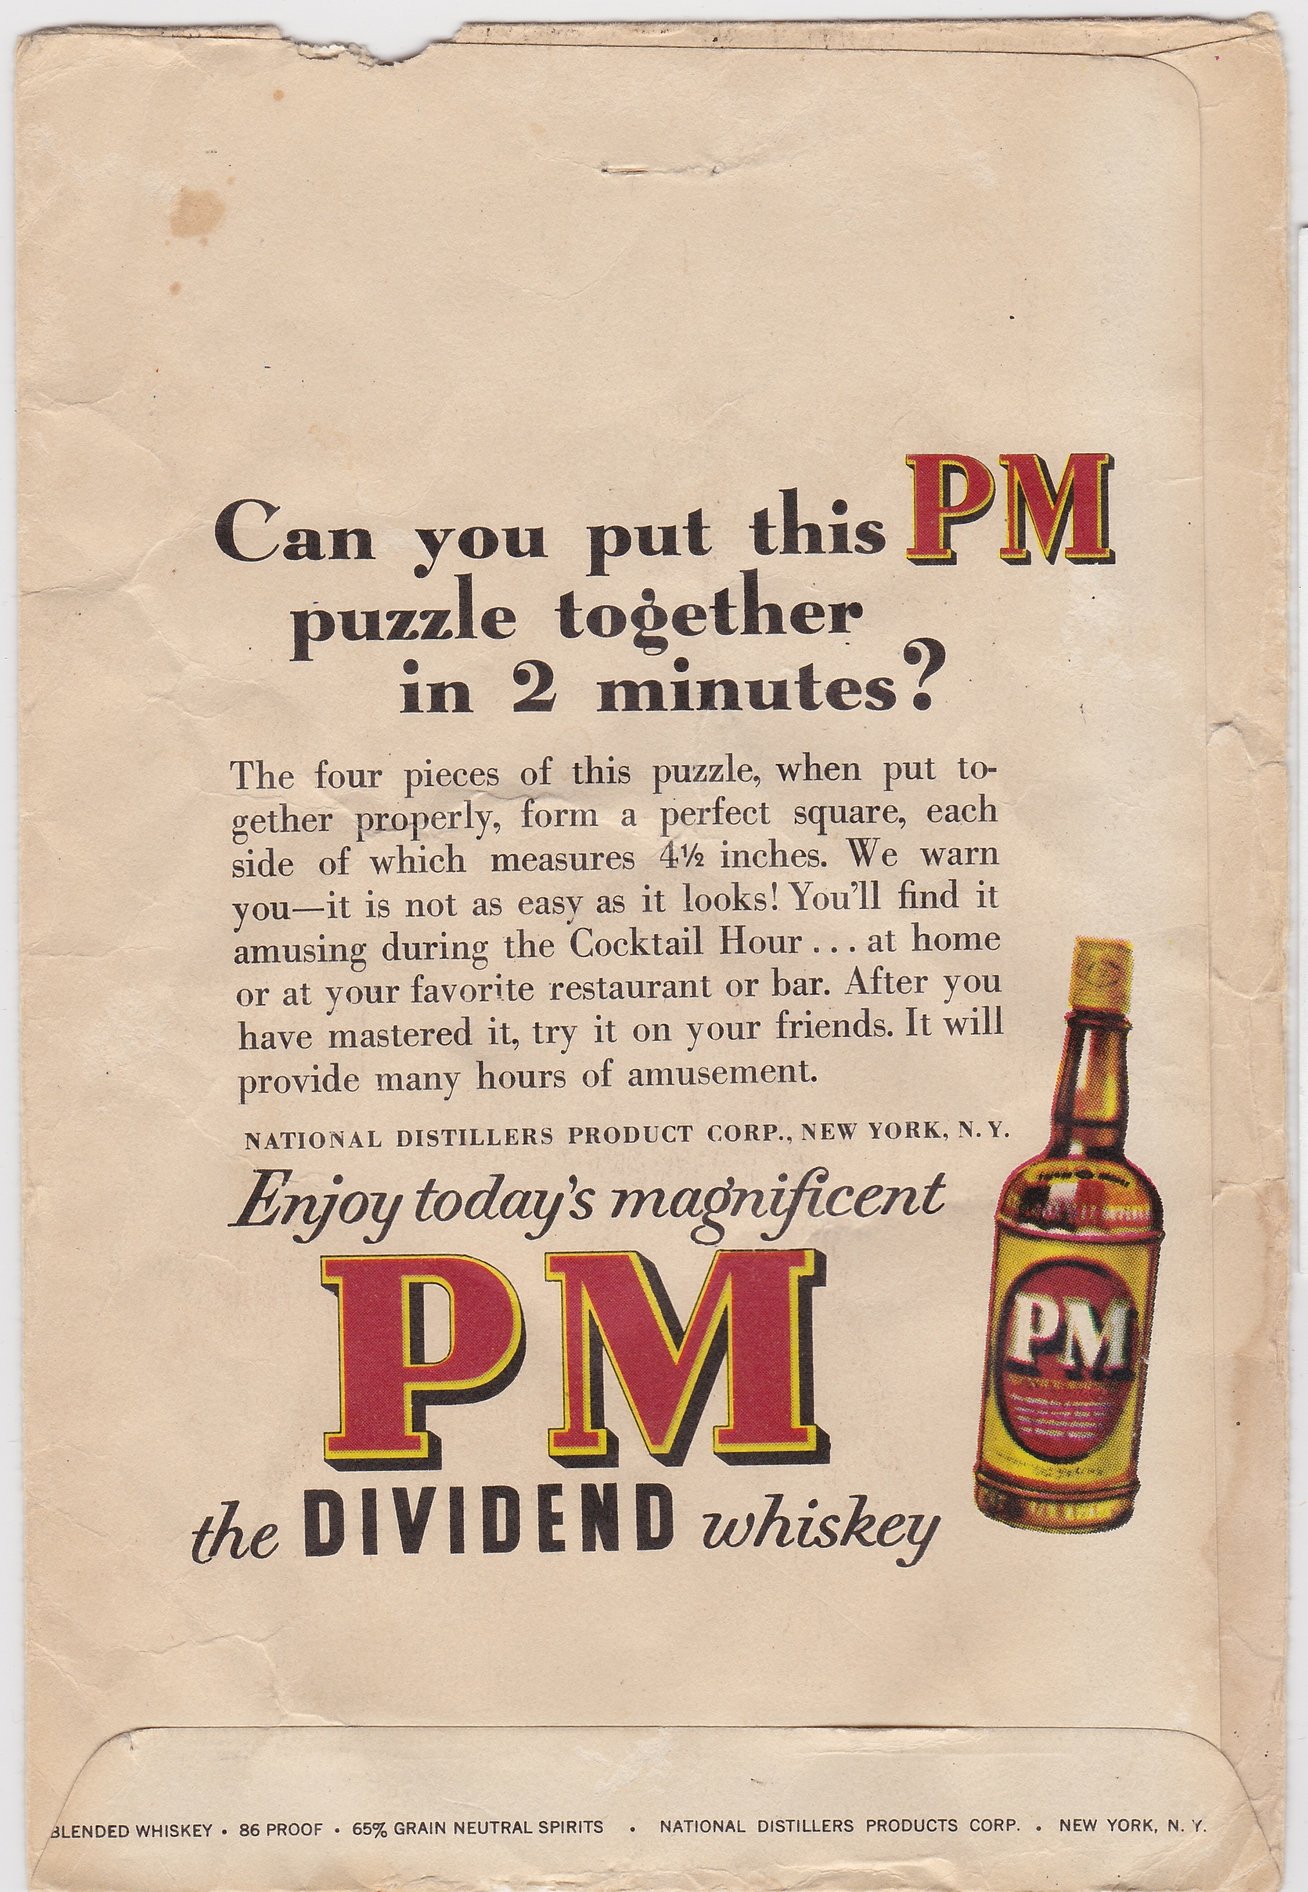 Can you put this PM
puzzle together
in 2 minutes?
The four pieces of this puzzle, when put to-
gether properly, form a perfect square, each
side of which measures 4½ inches. We warn
you—it is not as easy as it looks! You'll find it
amusing during the Cocktail Hour . . . at home
or at your favorite restaurant or bar. After you
have mastered it, try it on your friends. It will
provide many hours of amusement.
NATIONAL DISTILLERS PRODUCT CORP., NEW YORK, N. Y.
Enjoy today's magnificent
PM
the DIVIDEND whiskey
PM
BLENDED WHISKEY • 86 PROOF • 65% GRAIN NEUTRAL SPIRITS • NATIONAL DISTILLERS PRODUCTS CORP. • NEW YORK, N. Y.